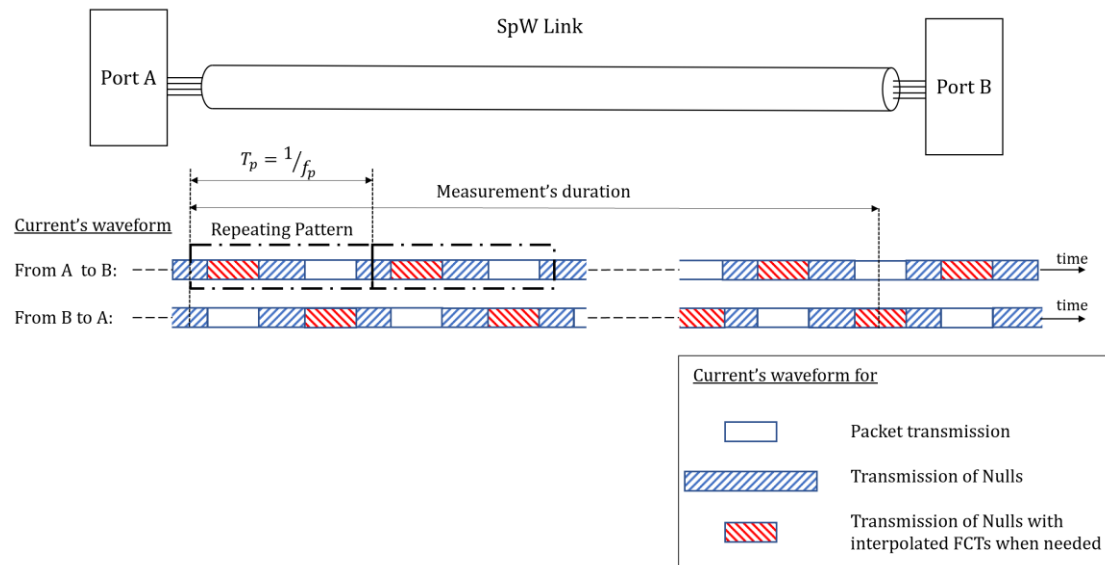 SpW Link
Port A
Port B
T_p = 1/f_p
Measurement's duration
Current's waveform
Repeating Pattern
From A to B:
time
From B to A:
time
Current's waveform for
Packet transmission
Transmission of Nulls
Transmission of Nulls with
interpolated FCTs when needed